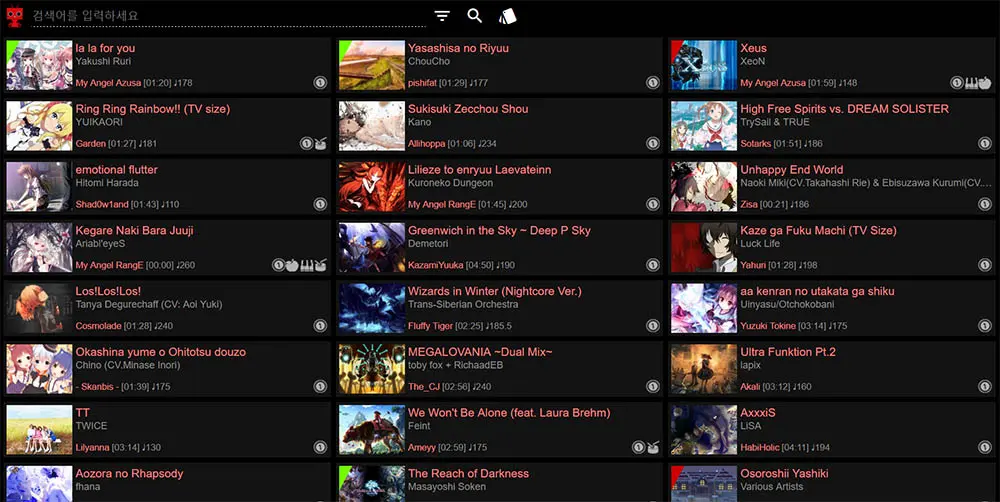 검색어를 입력하세요
la la for you
Yakushi Ruri
My Angel Azusa [01:20] ♩178
Yasashisa no Riyuu
ChouCho
pishifat [01:29] ♩177
Xeus
XeoN
My Angel Azusa [01:59] ♩148
Ring Ring Rainbow!! (TV size)
YUIKAORI
Garden [01:27] ♩181
Sukisuki Zecchou Shou
Kano
Allihoppa [01:06] ♩234
High Free Spirits vs. DREAM SOLISTER
TrySail & TRUE
Sotarks [01:51] ♩186
emotional flutter
Hitomi Harada
Shad0w1and [01:43] ♩110
Lilieze to enryuu Laevateinn
Kuroneko Dungeon
My Angel RangE [01:45] ♩200
Unhappy End World
Naoki Miki(CV.Takahashi Rie) & Ebisuzawa Kurumi(CV....
Zisa [00:21] ♩186
Kegare Naki Bara Juuji
Ariabl'eyeS
My Angel RangE [00:00] ♩260
Greenwich in the Sky ~ Deep P Sky
Demetori
KazamiYuuka [04:50] ♩190
Kaze ga Fuku Machi (TV Size)
Luck Life
Yahuri [01:28] ♩198
Los!Los!Los!
Tanya Degurechaff (CV: Aoi Yuki)
Cosmolade [01:28] ♩240
Wizards in Winter (Nightcore Ver.)
Trans-Siberian Orchestra
Fluffy Tiger [02:25] ♩185.5
aa kenran no utakata ga shiku
Uinyasu/Otchokobani
Yuzuki Tokine [03:14] ♩175
Okashina yume o Ohitotsu douzo
Chino (CV.Minase Inori)
- Skanbis - [01:39] ♩175
MEGALOVANIA ~Dual Mix~
toby fox + RichaadEB
The_CJ [02:56] ♩240
Ultra Funktion Pt.2
lapix
Akali [03:12] ♩160
TT
TWICE
Lilyanna [03:14] ♩130
We Won't Be Alone (feat. Laura Brehm)
Feint
Ameyy [02:59] ♩175
AxxxiS
LiSA
HabiHolic [04:11] ♩194
Aozora no Rhapsody
fhana
The Reach of Darkness
Masayoshi Soken
Osoroshii Yashiki
Various Artists